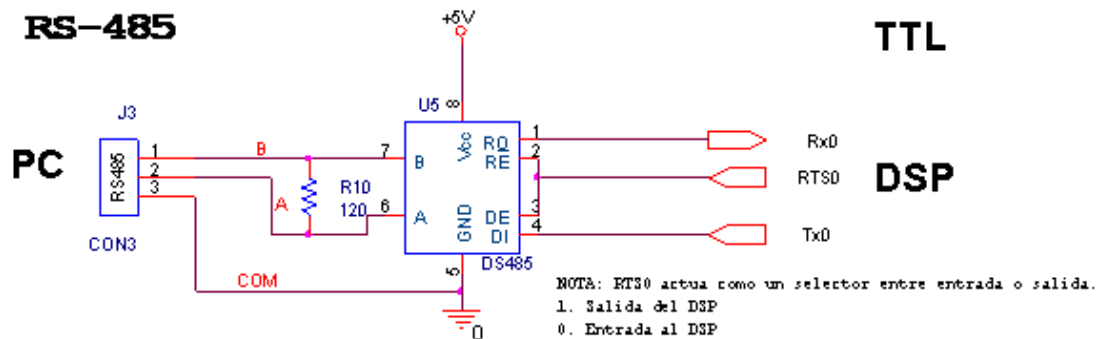 RS-485
+5V
TTL
J3
U5
8
PC
RS485
1
2
3
B
A
R10
120
7
6
B
A
Vcc
GND
RO
RE
DE
DI
1
2
3
4
Rx0
RTS0
Tx0
DSP
CON3
COM
5
DS485
0
NOTA: RTS0 actua como un selector entre entrada o salida.
1. Salida del DSP
0. Entrada al DSP